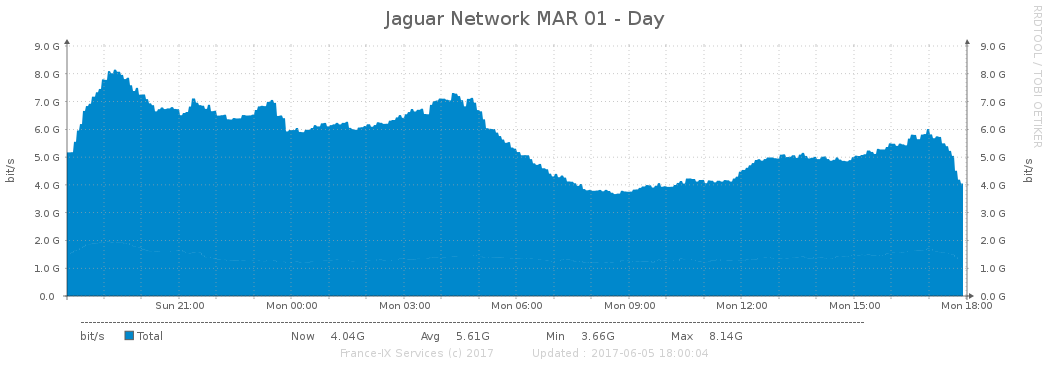 Jaguar Network MAR 01 - Day
RRDTOOL / TOBI OETIKER
9.0 G 9.0 G
8.0 G 8.0 G
7.0 G 7.0 G
6.0 G 6.0 G
5.0 G 5.0 G
bit/s bit/s
4.0 G 4.0 G
3.0 G 3.0 G
2.0 G 2.0 G
1.0 G 1.0 G
0.0 0.0 G
Sun 21:00 Mon 00:00 Mon 03:00 Mon 06:00 Mon 09:00 Mon 12:00 Mon 15:00 Mon 18:00
bit/s Total Now 4.04G Avg 5.61G Min 3.66G Max 8.14G
France-IX Services (c) 2017 Updated : 2017-06-05 18:00:04